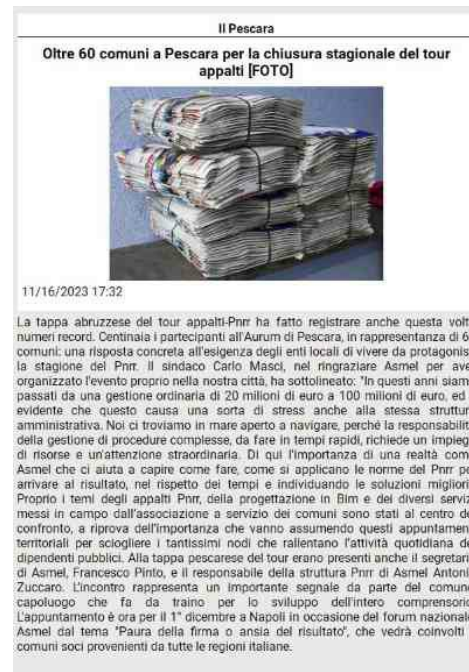 Il Pescara
Oltre 60 comuni a Pescara per la chiusura stagionale del tour
appalti [FOTO]
11/16/2023 17:32
La tappa abruzzese del tour appalti-Pnrr ha fatto registrare anche questa volt
numeri record. Centinaia i partecipanti all'Aurum di Pescara, in rappresentanza di 6
comuni: una risposta concreta all'esigenza degli enti locali di vivere da protagonis
la stagione del Pnrr. Il sindaco Carlo Masci, nel ringraziare Asmel per ave
organizzato l'evento proprio nella nostra città, ha sottolineato: "In questi anni siam
passati da una gestione ordinaria di 20 milioni di euro a 100 milioni di euro, ed
evidente che questo causa una sorta di stress anche alla stessa struttur
amministrativa. Noi ci troviamo in mare aperto a navigare, perché la responsabilit
della gestione di procedure complesse, da fare in tempi rapidi, richiede un impieg
di risorse e un'attenzione straordinaria. Di qui l'importanza di una realtà com
Asmel che ci aiuta a capire come fare, come si applicano le norme del Pnrr pe
arrivare al risultato, nel rispetto dei tempi e individuando le soluzioni migliori
Proprio i temi degli appalti Pnrr, della progettazione in Bim e dei diversi serviz
messi in campo dall'associazione a servizio dei comuni sono stati al centro de
confronto, a riprova dell'importanza che vanno assumendo questi appuntamen
territoriali per sciogliere i tantissimi nodi che rallentano l'attività quotidiana de
dipendenti pubblici. Alla tappa pescarese del tour erano presenti anche il segretari
di Asmel, Francesco Pinto, e il responsabile della struttura Pnrr di Asmel Antoni
Zuccaro. L'incontro rappresenta un importante segnale da parte del comun
capoluogo che fa da traino per lo sviluppo dell'intero comprensorio
L'appuntamento è ora per il 1° dicembre a Napoli in occasione del forum nazional
Asmel dal tema "Paura della firma o ansia del risultato", che vedrà coinvolti
comuni soci provenienti da tutte le regioni italiane.